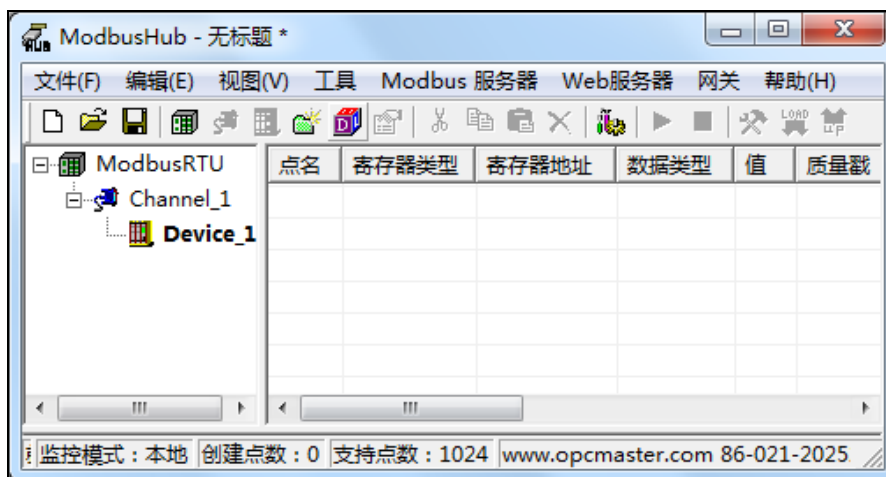 ModbusHub - 无标题 *
文件(F) 编辑(E) 视图(V) 工具 Modbus 服务器 Web服务器 网关 帮助(H)
ModbusRTU
Channel_1
Device_1
点名 寄存器类型 寄存器地址 数据类型 值 质量戳
监控模式：本地 创建点数：0 支持点数：1024 www.opcmaster.com 86-021-2025